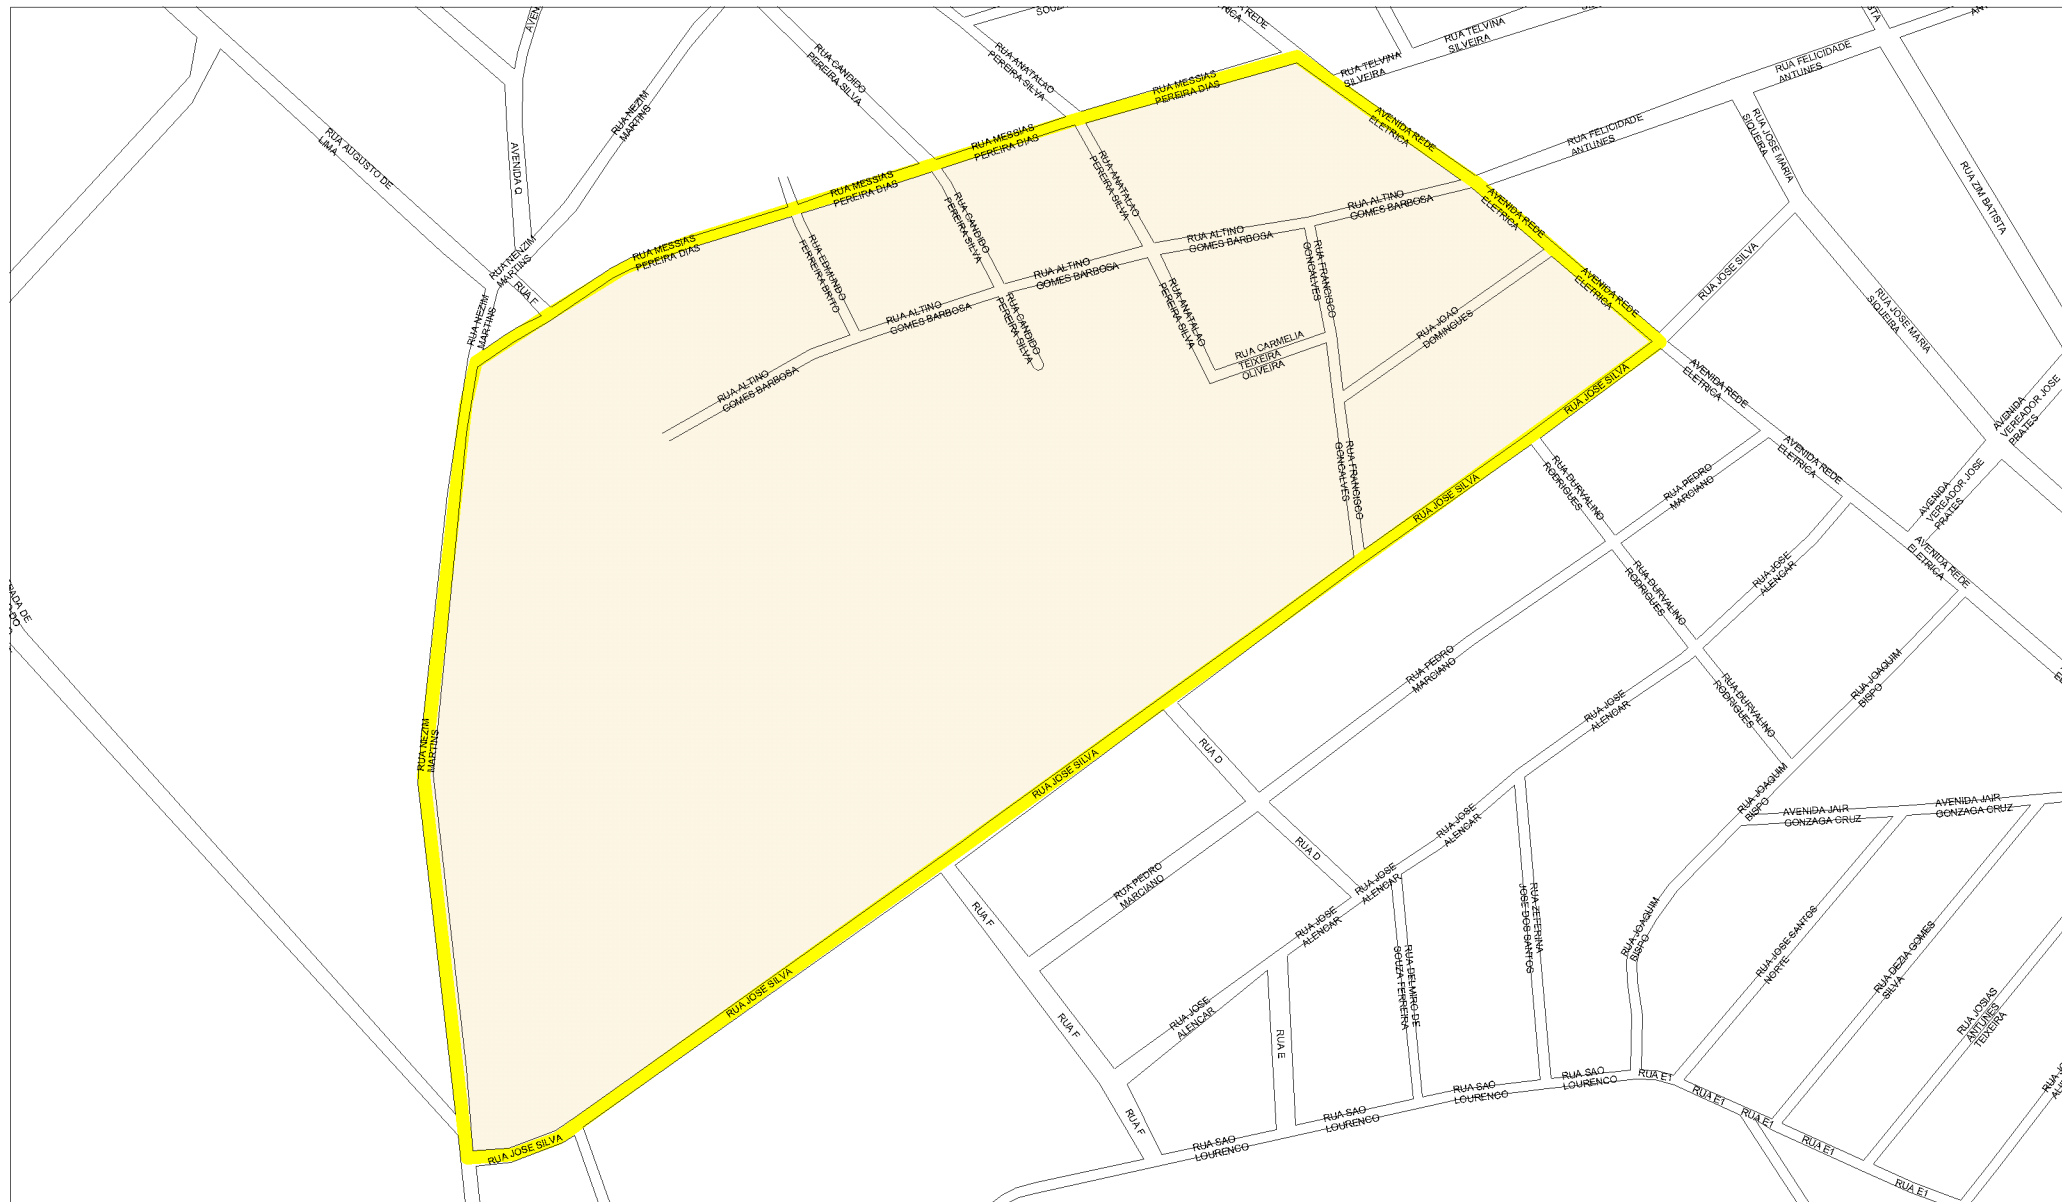 RUA TELVINA
SILVEIRA
RUA TELVINA
SILVEIRA
RUA FELICIDADE
ANTUNES
RUA FELICIDADE
ANTUNES
RUA CANDIDO
PEREIRA SILVA
RUA ANATALAO
PEREIRA SILVA
RUA MESSIAS
PEREIRA DIAS
RUA MESSIAS
PEREIRA DIAS
RUA MESSIAS
PEREIRA DIAS
RUA MESSIAS
PEREIRA DIAS
AVENIDA REDE
ELETRICA
AVENIDA REDE
ELETRICA
AVENIDA REDE
ELETRICA
AVENIDA REDE
ELETRICA
AVENIDA REDE
ELETRICA
AVENIDA REDE
ELETRICA
RUA AUGUSTO DE
LIMA
AVENIDA Q
RUA NEZIM
MARTINS
RUA NENZIM
MARTINS
RUA F
RUA NEZIM
MARTINS
RUA NEZIM
MARTINS
RUA ANATALAO
PEREIRA SILVA
RUA ANATALAO
PEREIRA SILVA
RUA CANDIDO
PEREIRA SILVA
RUA CANDIDO
PEREIRA SILVA
RUA EDMUNDO
FERREIRA BRITO
RUA ALTINO
GOMES BARBOSA
RUA ALTINO
GOMES BARBOSA
RUA ALTINO
GOMES BARBOSA
RUA ALTINO
GOMES BARBOSA
RUA ALTINO
GOMES BARBOSA
RUA FRANCISCO
GONCALVES
RUA FRANCISCO
GONCALVES
RUA CARMELIA
TEIXEIRA
OLIVEIRA
RUA JOAO
DOMINGUES
RUA JOSE MARIA
SIQUEIRA
RUA JOSE MARIA
SIQUEIRA
RUA ZIM BATISTA
RUA JOSE SILVA
RUA JOSE SILVA
RUA JOSE SILVA
RUA JOSE SILVA
RUA JOSE SILVA
RUA JOSE SILVA
AVENIDA
VEREADOR JOSE
PRATES
AVENIDA
VEREADOR JOSE
PRATES
RUA DURVALINO
RODRIGUES
RUA DURVALINO
RODRIGUES
RUA DURVALINO
RODRIGUES
RUA PEDRO
MARCIANO
RUA PEDRO
MARCIANO
RUA PEDRO
MARCIANO
RUA JOSE
ALENCAR
RUA JOSE
ALENCAR
RUA JOSE
ALENCAR
RUA JOSE
ALENCAR
RUA JOSE
ALENCAR
RUA JOSE
ALENCAR
RUA JOAQUIM
BISPO
RUA JOAQUIM
BISPO
RUA JOAQUIM
BISPO
RUA D
RUA D
RUA F
RUA F
RUA F
RUA E
AVENIDA JAIR
GONZAGA CRUZ
AVENIDA JAIR
GONZAGA CRUZ
RUA ZEFERINA
JOSE DOS SANTOS
RUA DELMIRO DE
SOUZA FERREIRA
RUA JOSE SANTOS
NORTE
RUA DEZIA GOMES
SILVA
RUA JOSIAS
ANTUNES
TEIXEIRA
RUA SAO
LOURENCO
RUA SAO
LOURENCO
RUA SAO
LOURENCO
RUA SAO
LOURENCO
RUA E1
RUA E1
RUA E1
RUA E1
RUA E1